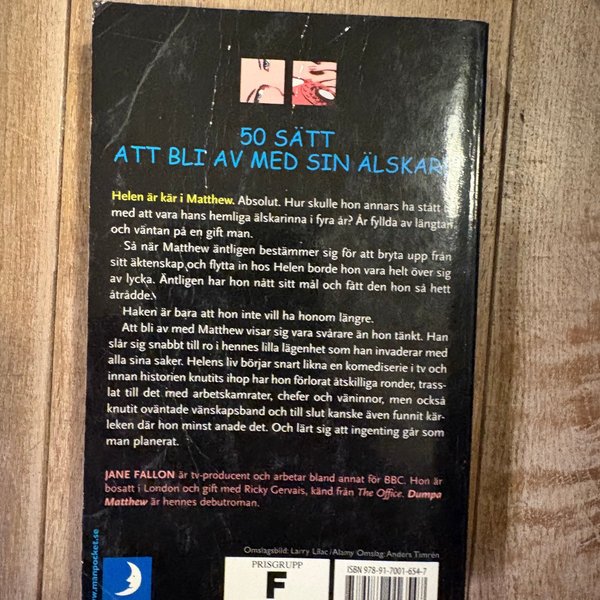 50 SÄTT
ATT BLI AV MED SIN ÄLSKARE
Helen är kär i Matthew. Absolut. Hur skulle hon annars ha stått
med att vara hans hemliga älskarinna i fyra år? År fyllda av längtan
och väntan på en gift man.
Så när Matthew äntligen bestämmer sig för att bryta upp från
sitt äktenskap och flytta in hos Helen borde hon vara helt över sig
av lycka. Äntligen har hon nått sitt mål och fått den hon så hett
åtrådde.
Haken är bara att hon inte vill ha honom längre.
Att bli av med Matthew visar sig vara svårare än hon tänkt. Han
slår sig snabbt till ro i hennes lilla lägenhet som han invaderar med
alla sina saker. Helens liv börjar snart likna en komediserie i tv och
innan historien knutits ihop har hon förlorat åtskilliga ronder, trass-
lat till det med arbetskamrater, chefer och väninnor, men också
knutit oväntade vänskapsband och till slut kanske även funnit kär-
leken där hon minst anade det. Och lärt sig att ingenting går som
man planerat.
JANE FALLON är tv-producent och arbetar bland annat för BBC. Hon är
bosatt i London och gift med Ricky Gervais, känd från The Office. Dumpa
Matthew är hennes debutroman.
Omslagsbild: Larry Lilac/Alamy Omslag: Anders Timrén
www.manpocket.se
PRISGRUPP
F
ISBN 978-91-7001-654-7